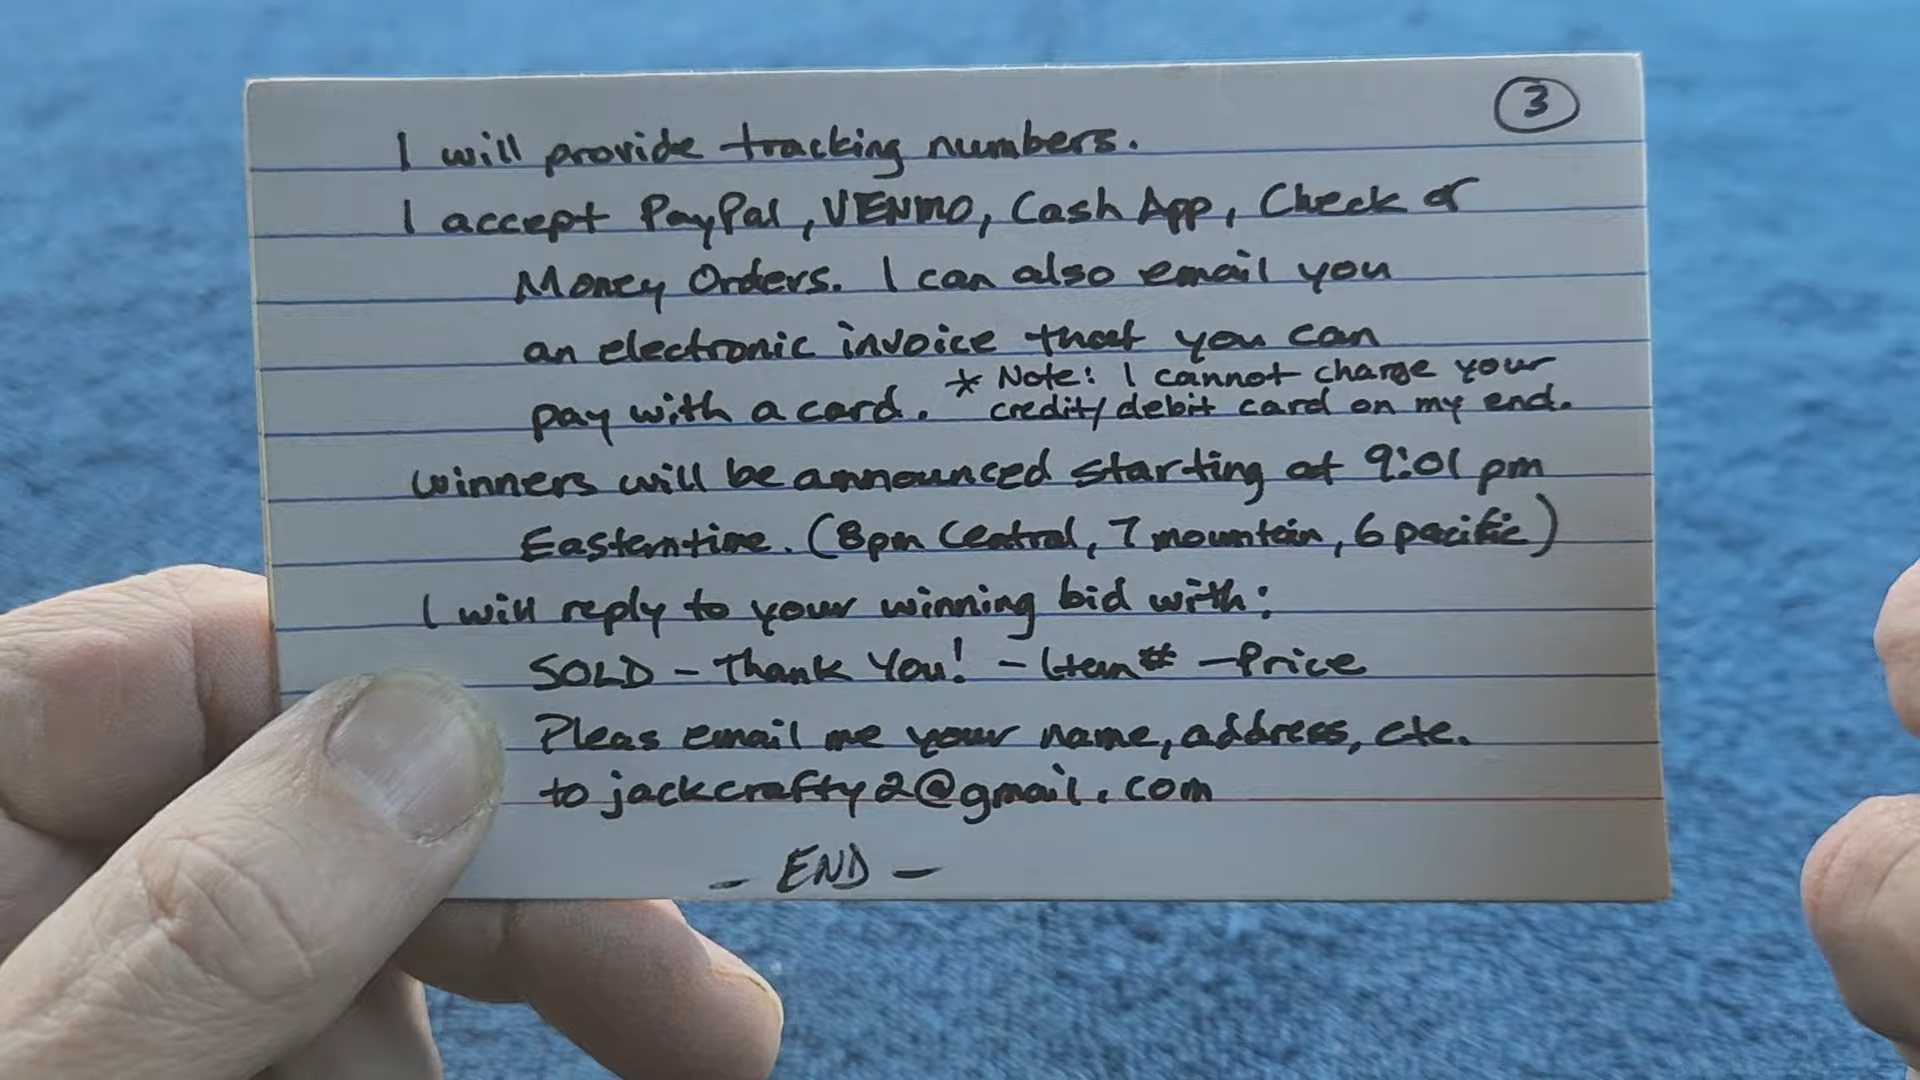 3
I will provide tracking numbers.
I accept PayPal, VENMO, Cash App, Check or
Money Orders. I can also email you
an electronic invoice that you can
pay with a card. * Note: I cannot charge your
credit/debit card on my end.
Winners will be announced starting at 9:01 pm
Eastern time. (8pm Central, 7 mountain, 6 pacific)
I will reply to your winning bid with:
SOLD - Thank You! - Item # - Price
Pleas email me your name, address, etc.
to jackcrafty2@gmail.com
- END -